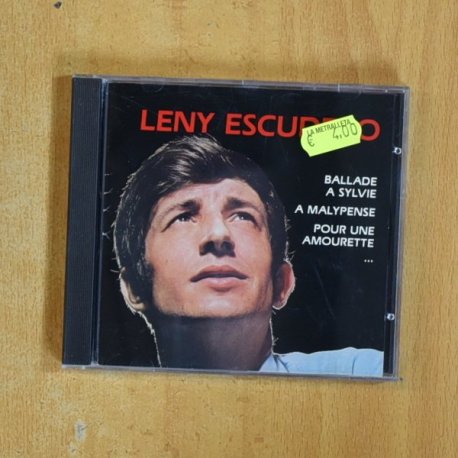 LENY ESCUDERO
LA METRALLETA
€ 4.00
BALLADE
A SYLVIE
A MALYPENSE
POUR UNE
AMOURETTE
...